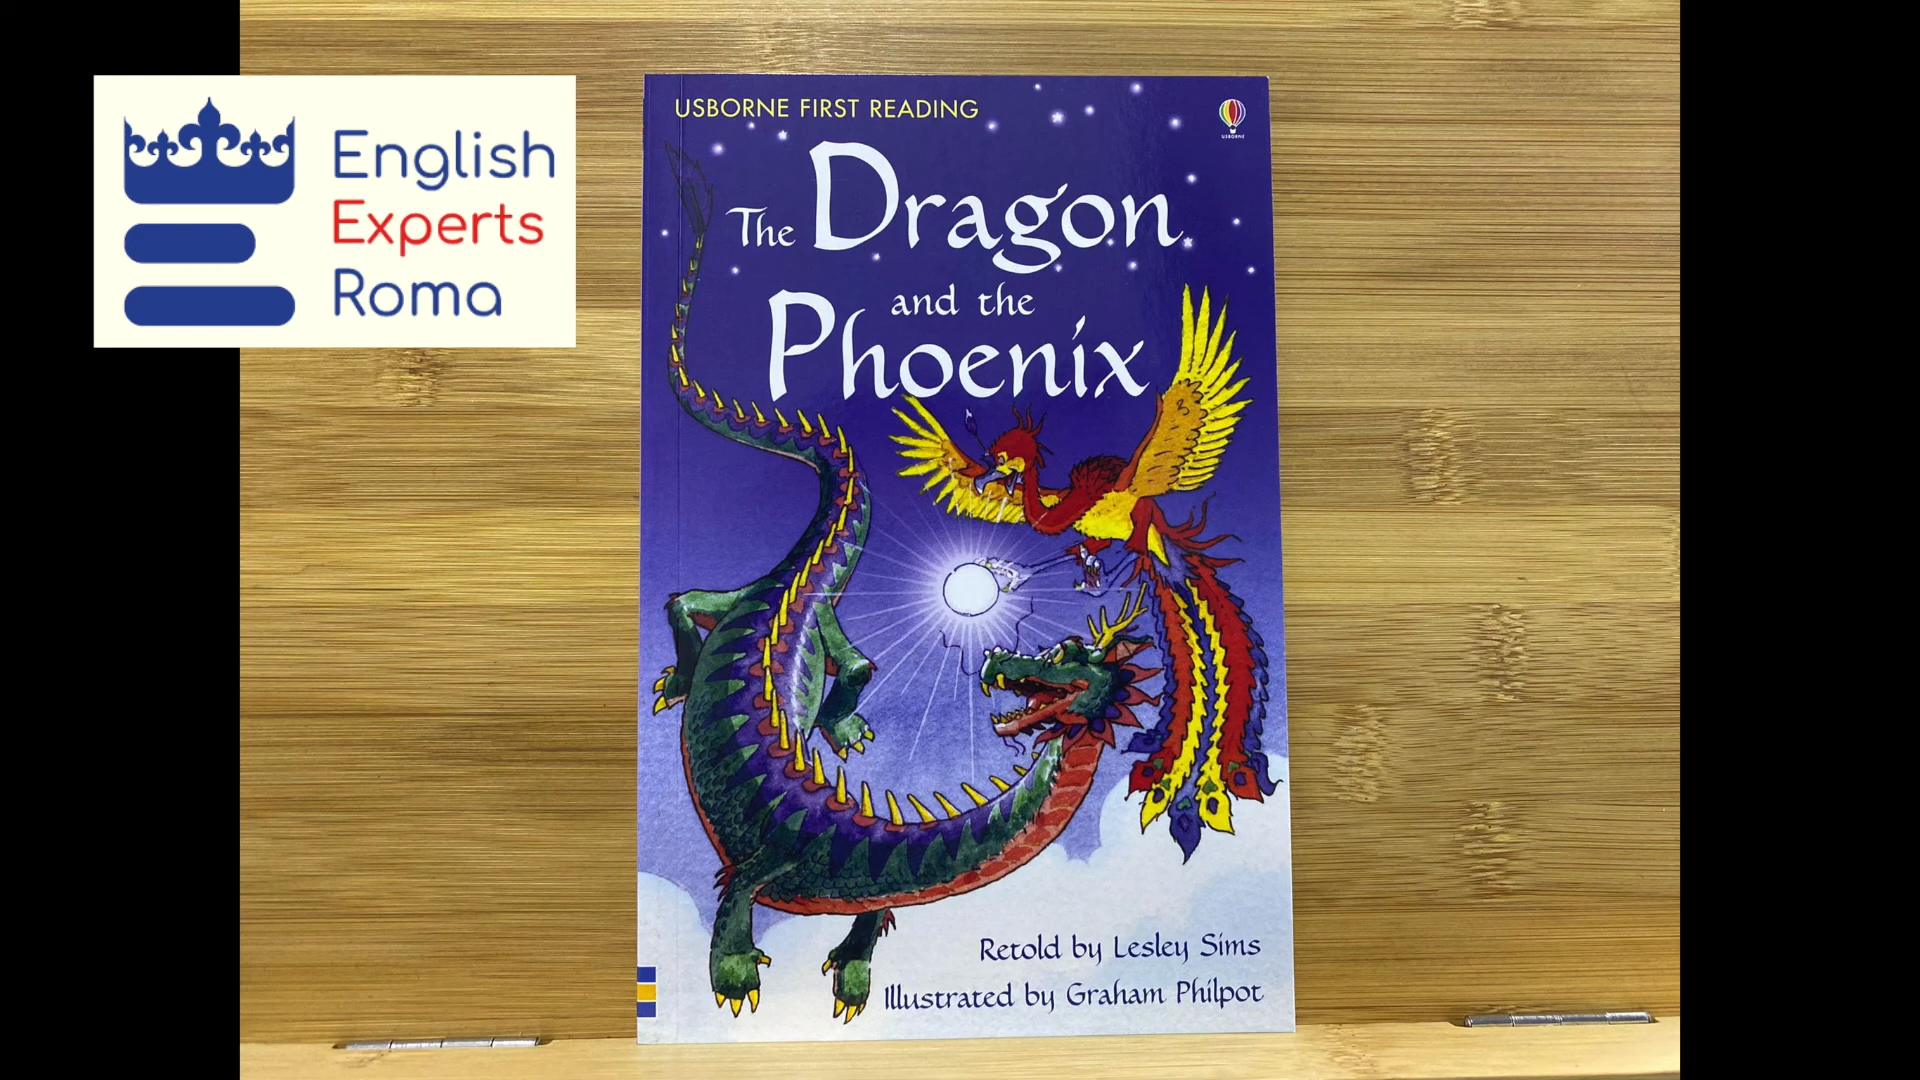 English
Experts
Roma
USBORNE FIRST READING
USBORNE
The Dragon
and the
Phoenix
Retold by Lesley Sims
Illustrated by Graham Philpot